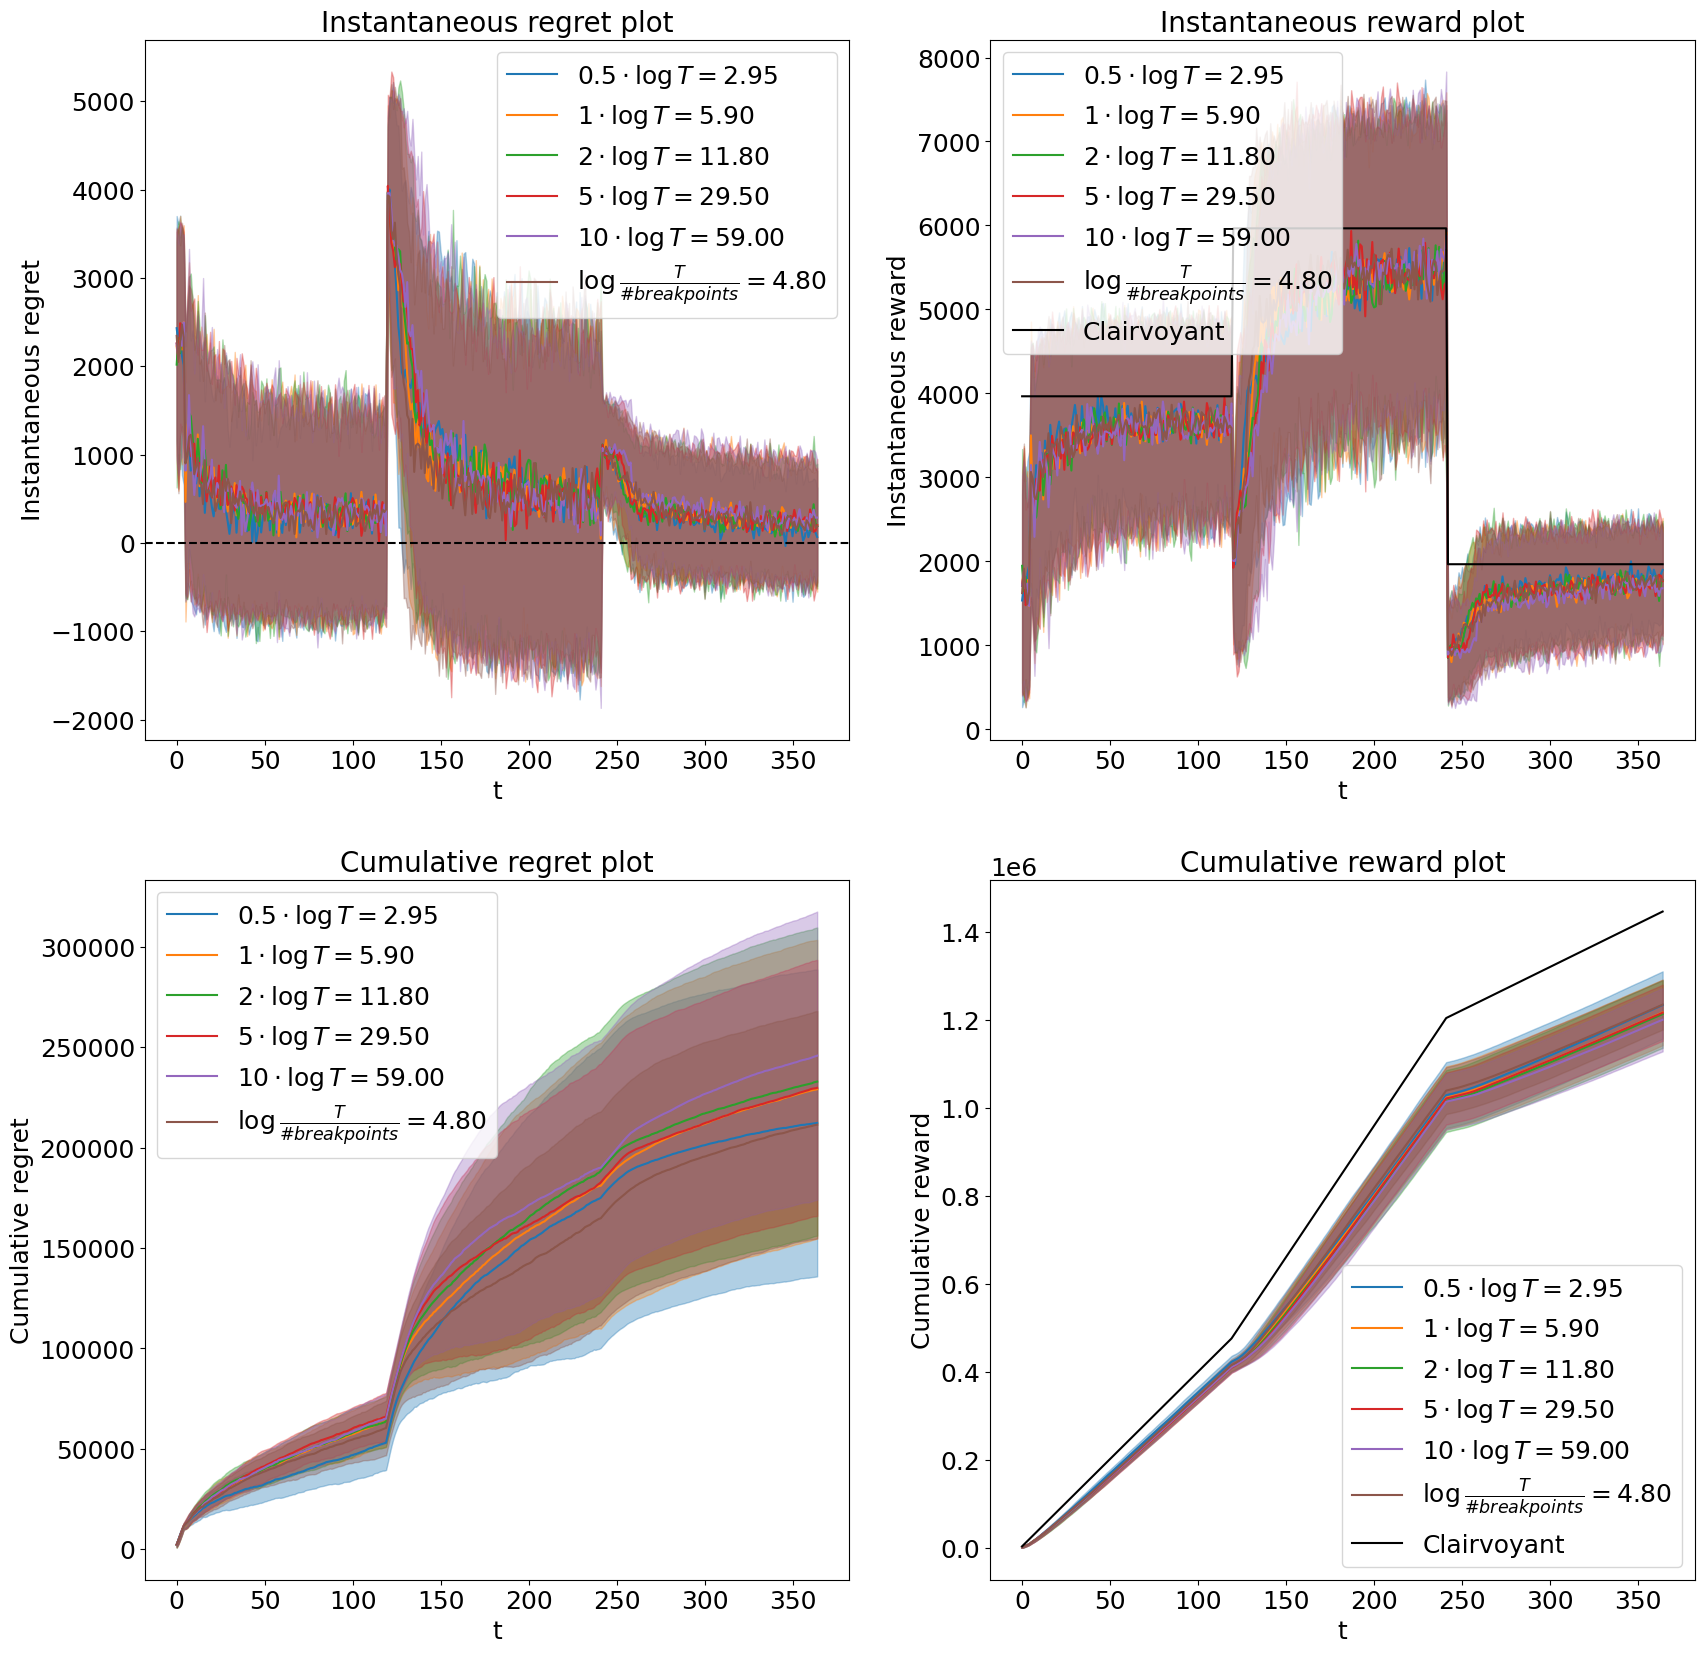 Instantaneous regret plot
Instantaneous regret
5000
4000
3000
2000
1000
0
−1000
−2000
0 50 100 150 200 250 300 350
t
0.5 · log T = 2.95
1 · log T = 5.90
2 · log T = 11.80
5 · log T = 29.50
10 · log T = 59.00
log T/#breakpoints = 4.80
Instantaneous reward plot
Instantaneous reward
8000
7000
6000
5000
4000
3000
2000
1000
0
0 50 100 150 200 250 300 350
t
0.5 · log T = 2.95
1 · log T = 5.90
2 · log T = 11.80
5 · log T = 29.50
10 · log T = 59.00
log T/#breakpoints = 4.80
Clairvoyant
Cumulative regret plot
Cumulative regret
300000
250000
200000
150000
100000
50000
0
0 50 100 150 200 250 300 350
t
0.5 · log T = 2.95
1 · log T = 5.90
2 · log T = 11.80
5 · log T = 29.50
10 · log T = 59.00
log T/#breakpoints = 4.80
Cumulative reward plot
1e6
Cumulative reward
1.4
1.2
1.0
0.8
0.6
0.4
0.2
0.0
0 50 100 150 200 250 300 350
t
0.5 · log T = 2.95
1 · log T = 5.90
2 · log T = 11.80
5 · log T = 29.50
10 · log T = 59.00
log T/#breakpoints = 4.80
Clairvoyant